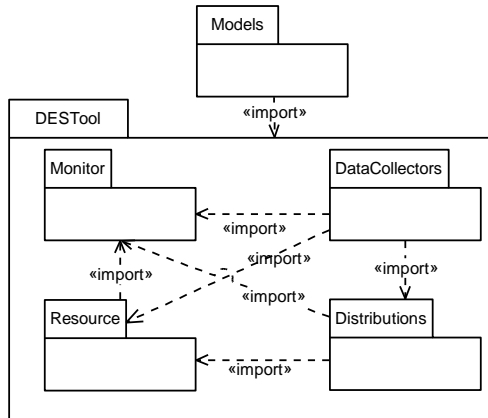 Models
«import»
DESTool
Monitor
DataCollectors
«import»
«import»
«import»
«import»
«import»
Resource
Distributions
«import»